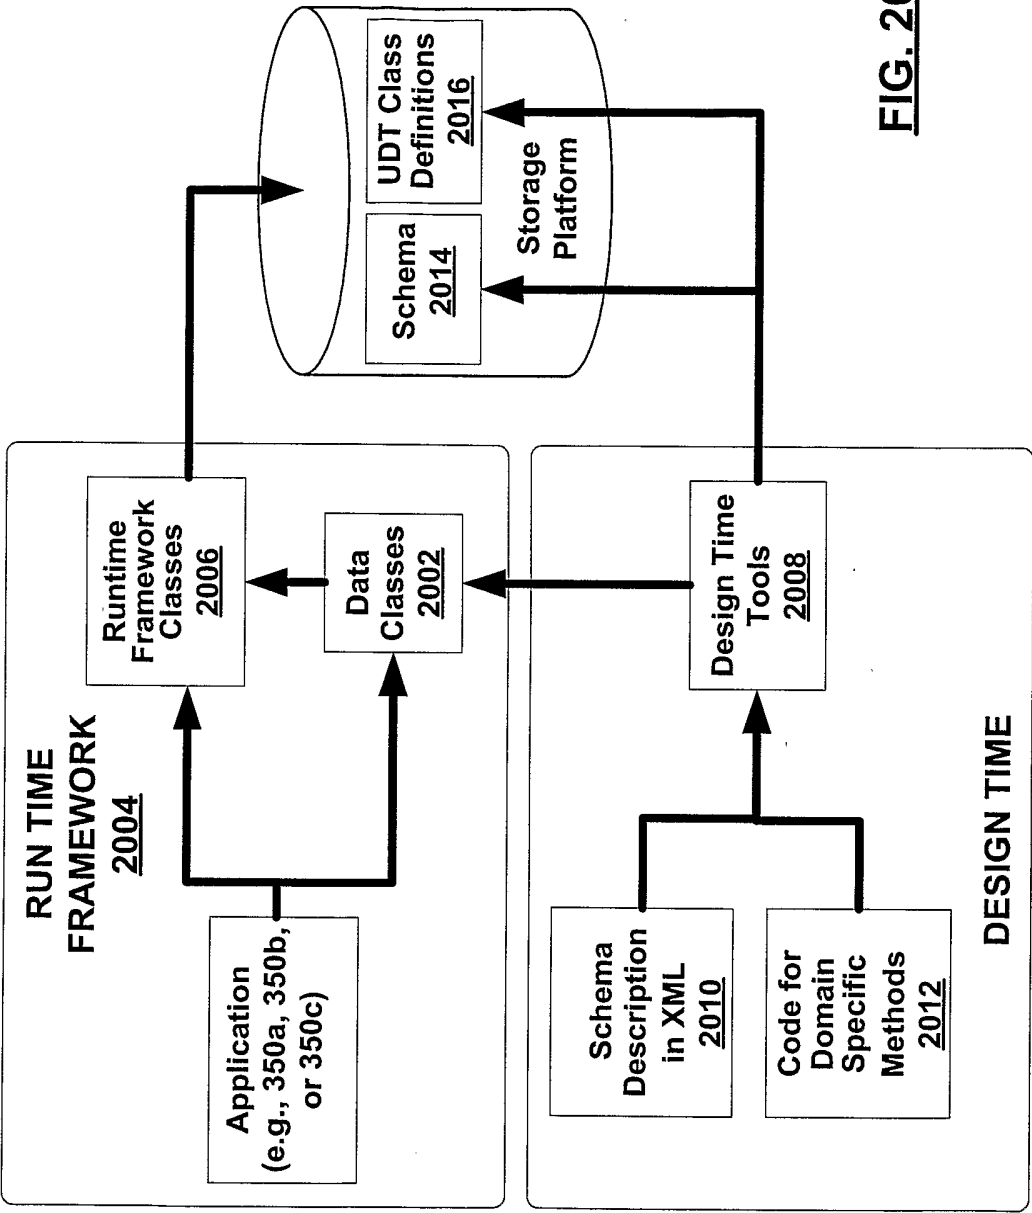 RUN TIME
FRAMEWORK
2004
Application
(e.g., 350a, 350b,
or 350c)
Runtime
Framework
Classes
2006
Data
Classes
2002
Schema
Description
in XML
2010
Code for
Domain
Specific
Methods
2012
Design Time
Tools
2008
DESIGN TIME
Schema
2014
UDT Class
Definitions
2016
Storage
Platform
FIG. 20